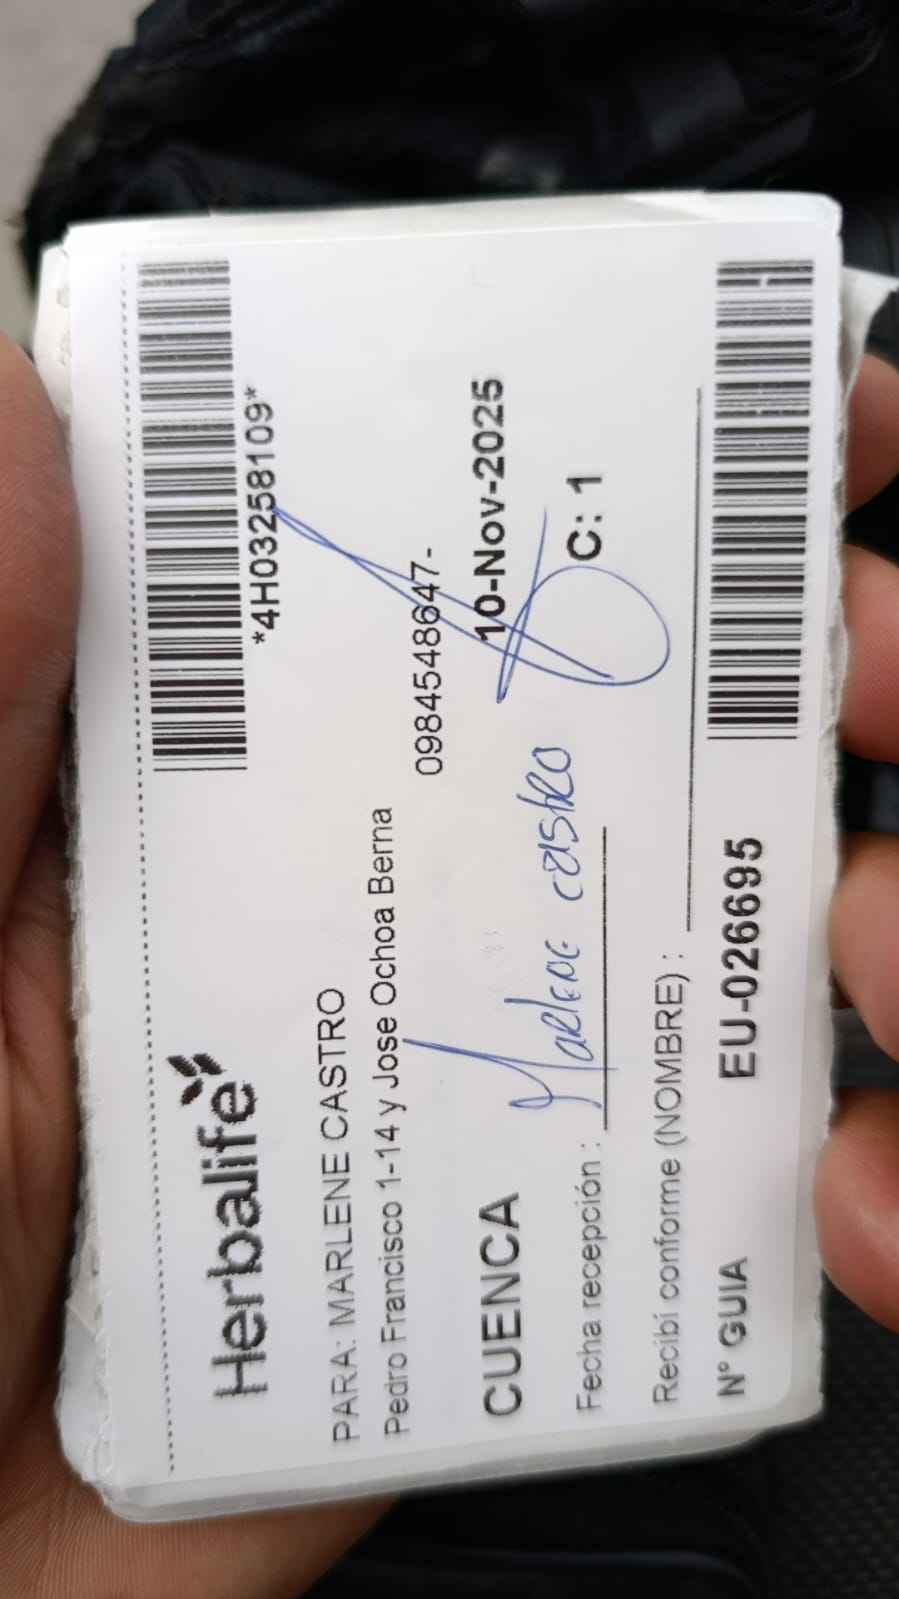 Herbalife
*4H03258109*
PARA: MARLENE CASTRO
Pedro Francisco 1-14 y Jose Ochoa Berna
0984548647-
CUENCA
10-Nov-2025
Marlene Castro
Fecha recepción :
C: 1
Recibí conforme (NOMBRE) :
N° GUIA
EU-026695